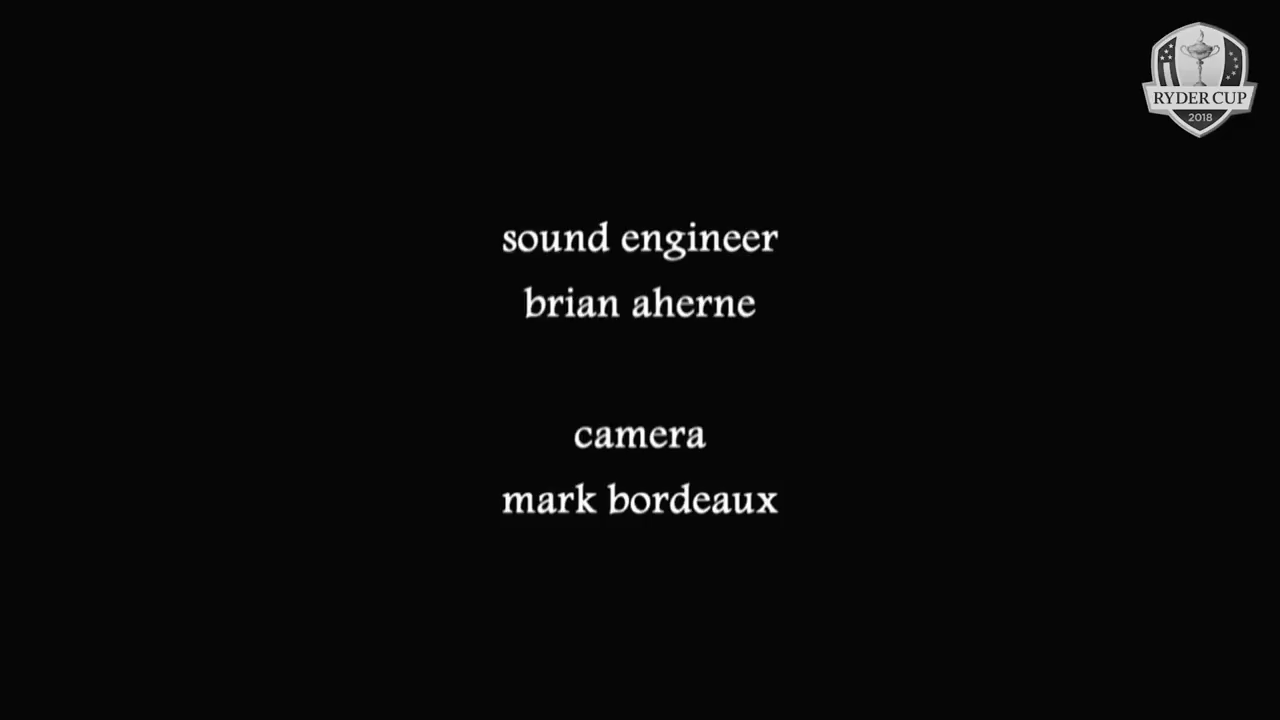 RYDER CUP
2018
sound engineer
brian aherne
camera
mark bordeaux